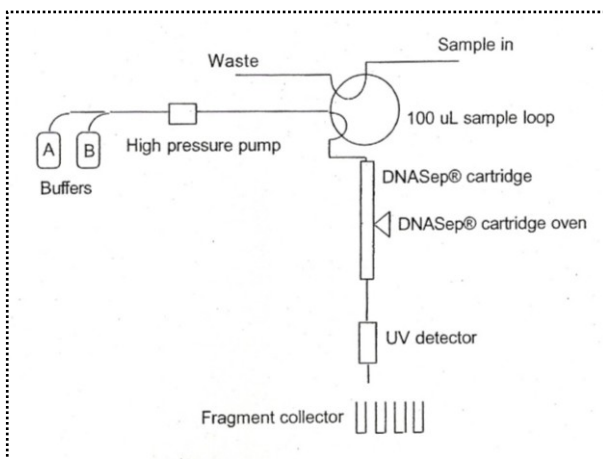 Sample in
Waste
100 uL sample loop
High pressure pump
A B
Buffers
DNASep® cartridge
DNASep® cartridge oven
UV detector
Fragment collector